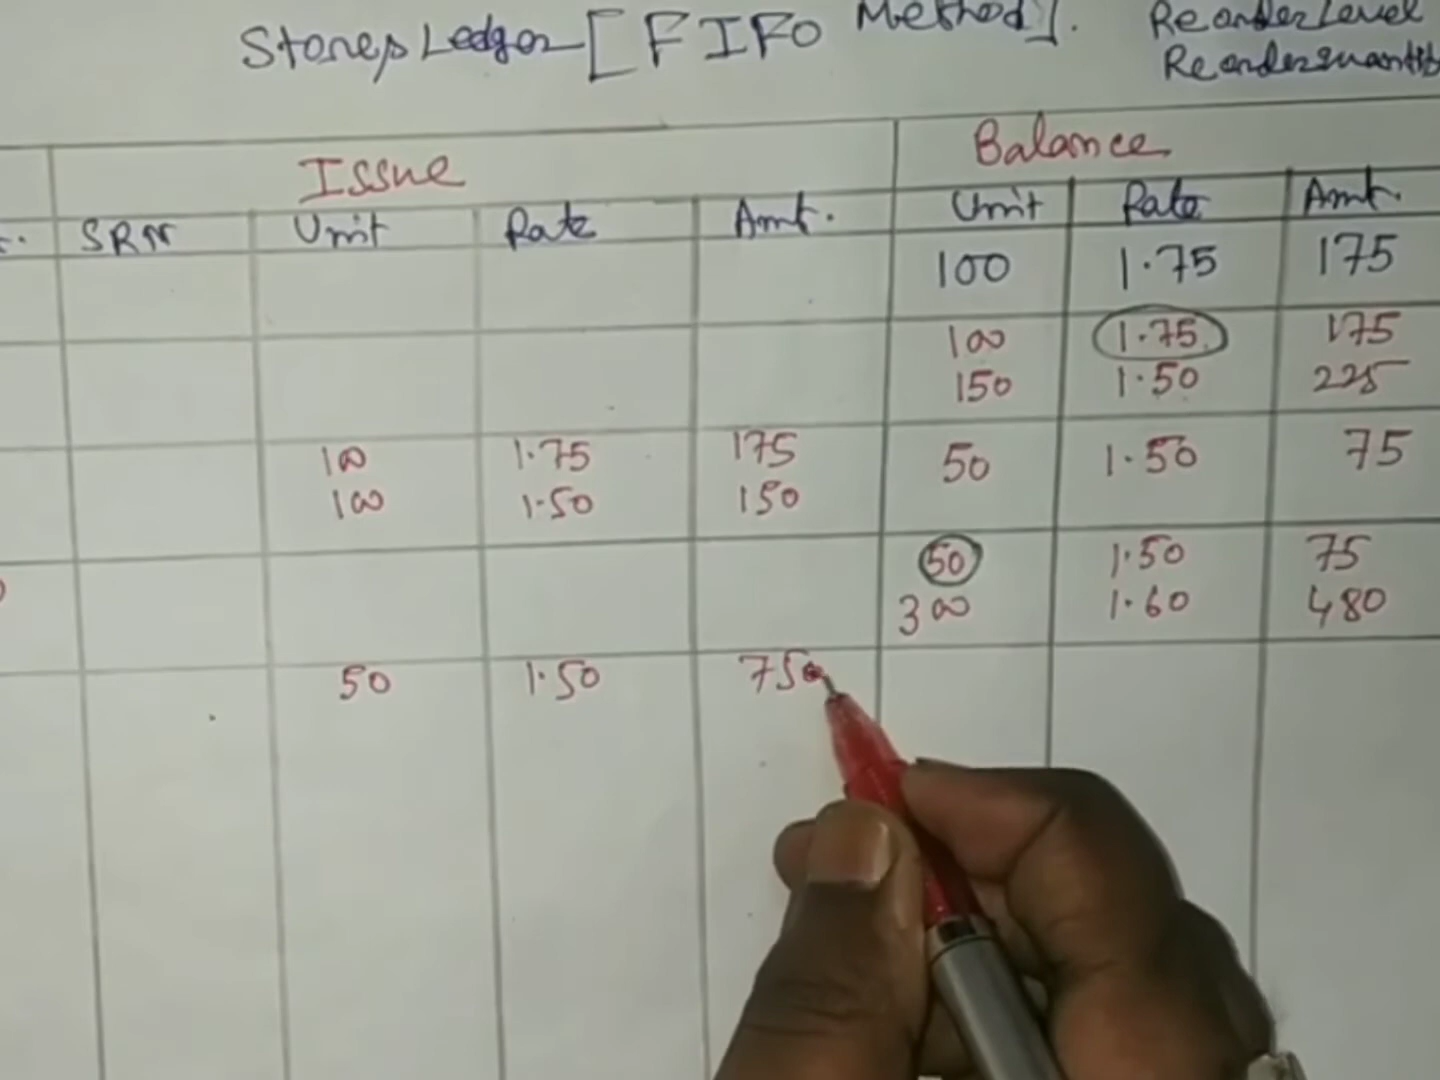 Stores Ledger [FIFO Method].
Reorder Level
Reorder quantit
Issue Balance
SRN Unit Rate Amt. Unit Rate Amt.
100 1.75 175
100 1.75 175
150 1.50 225
100 1.75 175 50 1.50 75
100 1.50 150
50 1.50 75
300 1.60 480
50 1.50 75